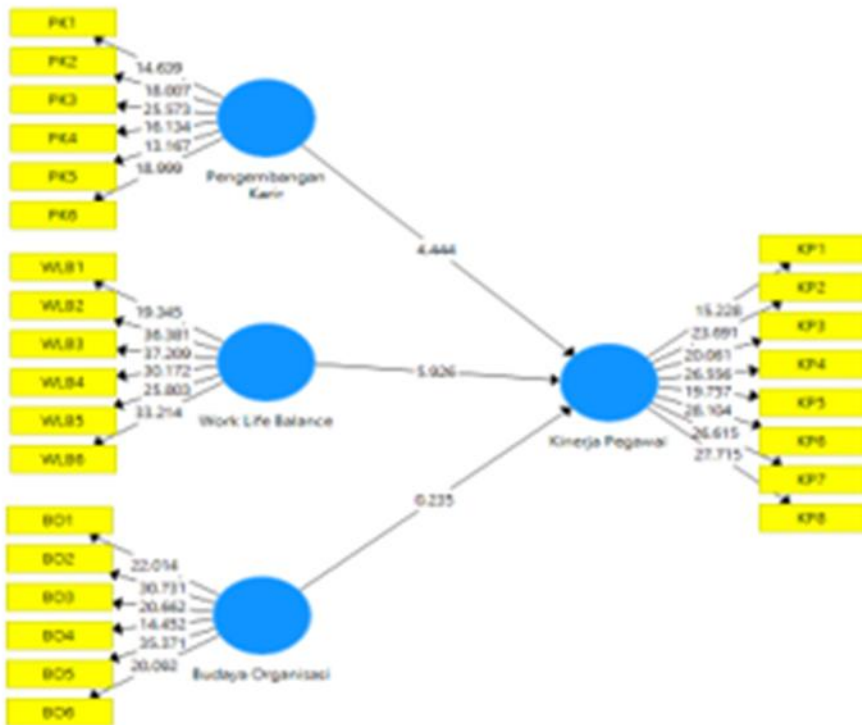 PK1
PK2
PK3
PK4
PK5
PK6
14.639
18.007
25.573
16.134
13.167
18.999
Pengembangan
Karir
4.444
WLB1
WLB2
WLB3
WLB4
WLB5
WLB6
19.345
36.381
37.209
30.172
25.803
33.214
Work Life Balance
5.926
BO1
BO2
BO3
BO4
BO5
BO6
22.014
30.731
20.662
14.452
35.371
20.062
Budaya Organisasi
0.235
Kinerja Pegawai
15.228
23.691
20.061
26.556
19.757
28.104
26.615
27.715
KP1
KP2
KP3
KP4
KP5
KP6
KP7
KP8